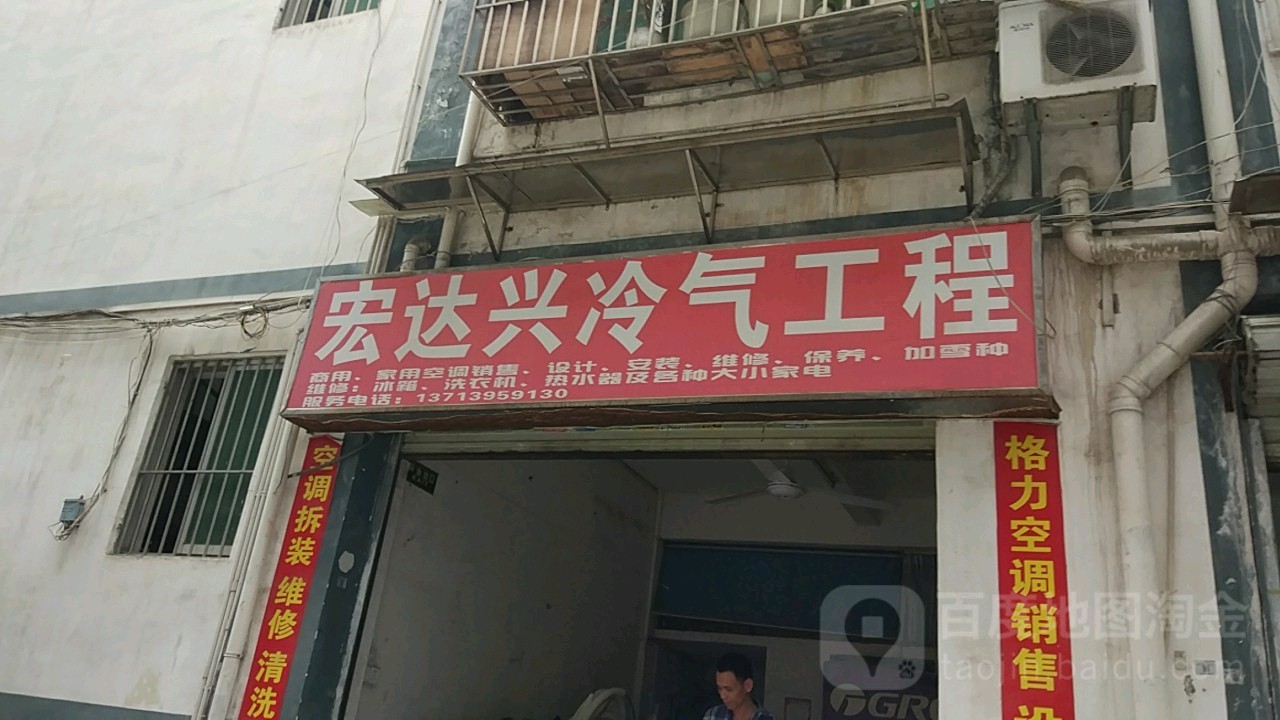 宏达兴冷气工程
商用、家用空调销售、设计、安装、维修、保养、加雪种
维修：冰箱、洗衣机、热水器及各种大小家电
服务电话：13713959130
空调拆装 维修 清洗
格力空调销售 设
百度地图淘金
taojin.baidu.com
GR